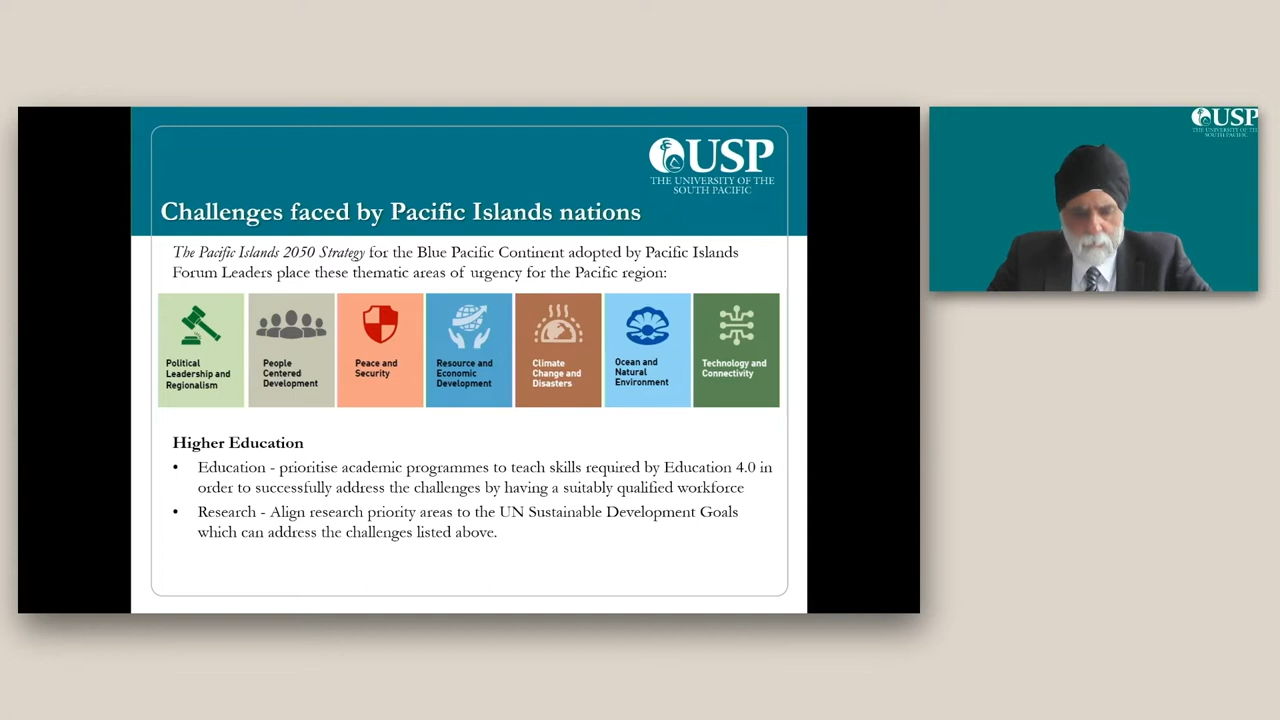 USP
THE UNIVERSITY OF THE
SOUTH PACIFIC
Challenges faced by Pacific Islands nations
The Pacific Islands 2050 Strategy for the Blue Pacific Continent adopted by Pacific Islands
Forum Leaders place these thematic areas of urgency for the Pacific region:
Political
Leadership and
Regionalism
People
Centered
Development
Peace and
Security
Resource and
Economic
Development
Climate
Change and
Disasters
Ocean and
Natural
Environment
Technology and
Connectivity
Higher Education
• Education - prioritise academic programmes to teach skills required by Education 4.0 in
order to successfully address the challenges by having a suitably qualified workforce
• Research - Align research priority areas to the UN Sustainable Development Goals
which can address the challenges listed above.
USP
THE UNIVERSITY OF THE
SOUTH PACIFIC